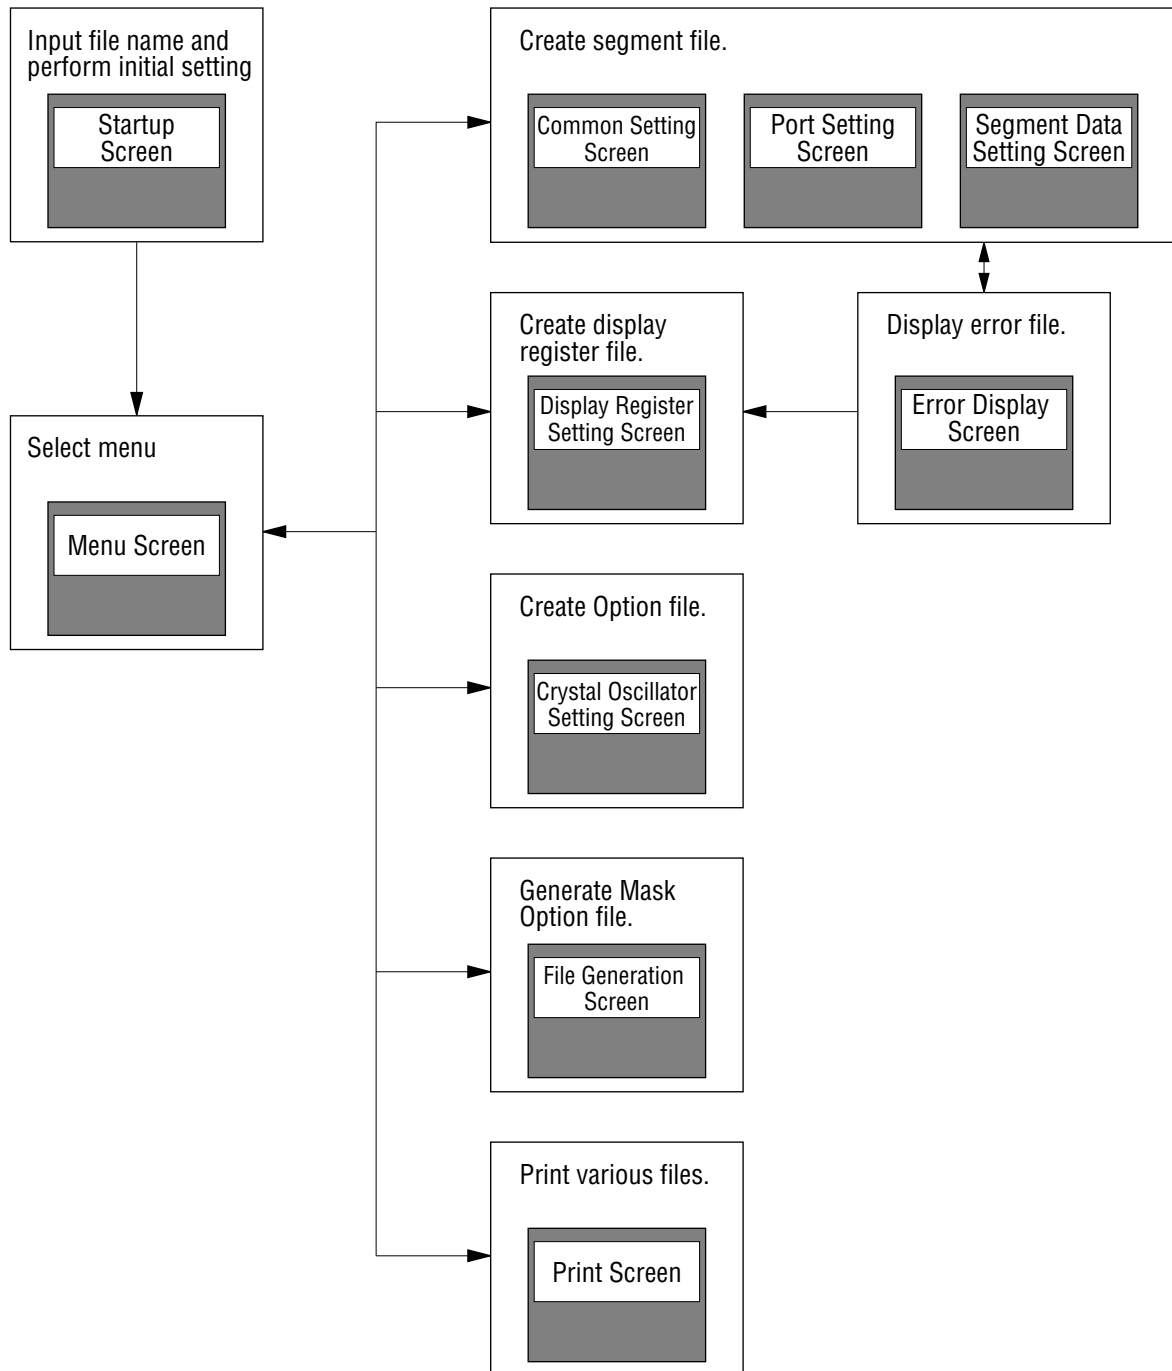 Input file name and
perform initial setting
Startup
Screen
Select menu
Menu Screen
Create segment file.
Common Setting
Screen
Port Setting
Screen
Segment Data
Setting Screen
Create display
register file.
Display Register
Setting Screen
Display error file.
Error Display
Screen
Create Option file.
Crystal Oscillator
Setting Screen
Generate Mask
Option file.
File Generation
Screen
Print various files.
Print Screen